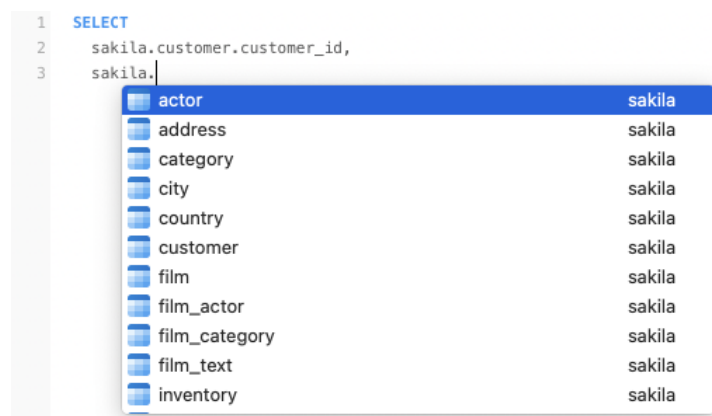 1 SELECT
2 sakila.customer.customer_id,
3 sakila.
actor sakila
address sakila
category sakila
city sakila
country sakila
customer sakila
film sakila
film_actor sakila
film_category sakila
film_text sakila
inventory sakila